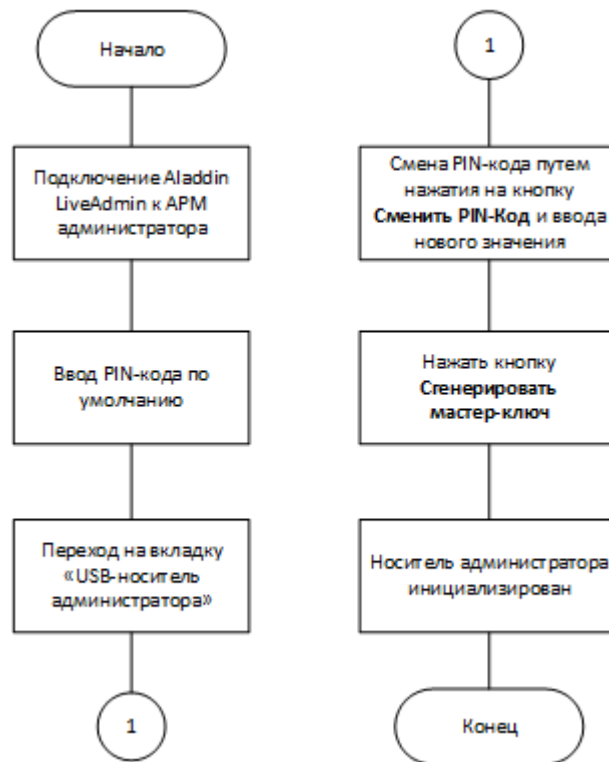 Начало
Подключение Aladdin
LiveAdmin к АРМ
администратора
Ввод PIN-кода по
умолчанию
Переход на вкладку
«USB-носитель
администратора»
1
1
Смена PIN-кода путем
нажатия на кнопку
Сменить PIN-Код и ввода
нового значения
Нажать кнопку
Сгенерировать
мастер-ключ
Носитель администратора
инициализирован
Конец